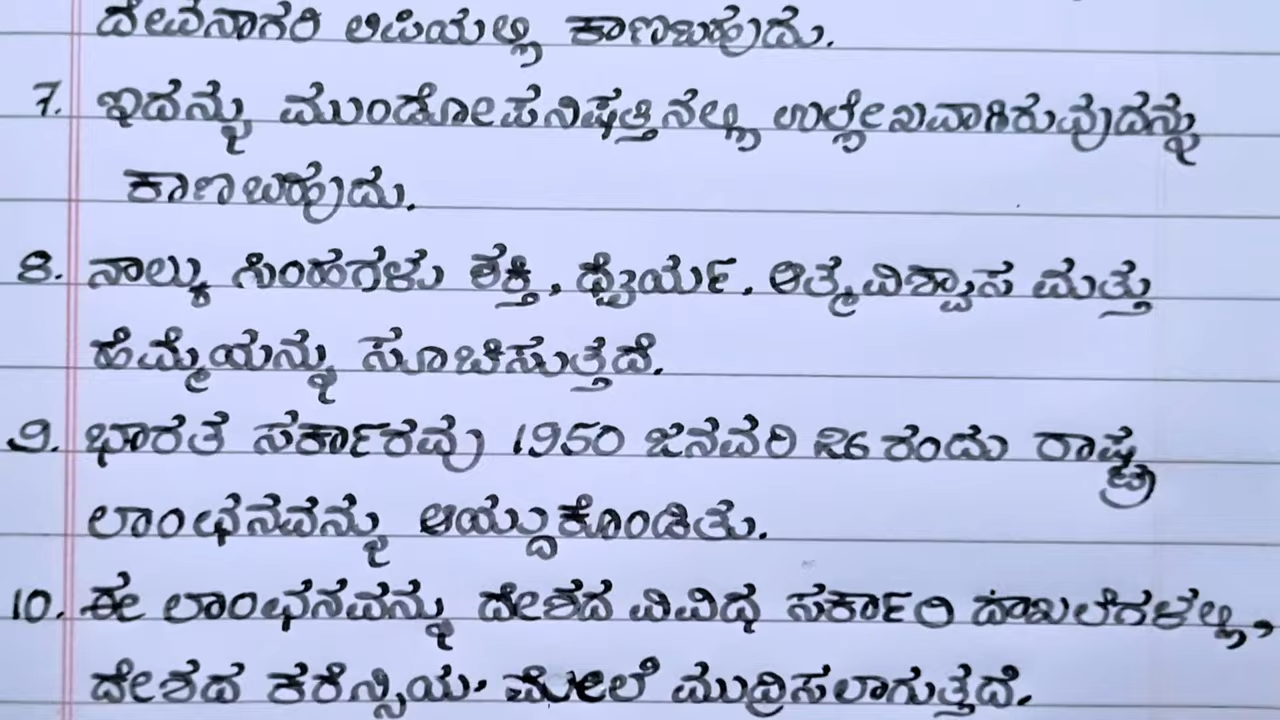 ದೇವನಾಗರಿ ಲಿಪಿಯಲ್ಲಿ ಕಾಣಬಹುದು.
7. ಇದನ್ನು ಮುಂಡೋಪನಿಷತ್ತಿನಲ್ಲಿ ಉಲ್ಲೇಖವಾಗಿರುವುದನ್ನು
ಕಾಣಬಹುದು.
8. ನಾಲ್ಕು ಸಿಂಹಗಳು ಶಕ್ತಿ, ಧೈರ್ಯ, ಆತ್ಮವಿಶ್ವಾಸ ಮತ್ತು
ಹೆಮ್ಮೆಯನ್ನು ಸೂಚಿಸುತ್ತದೆ.
9. ಭಾರತ ಸರ್ಕಾರವು 1950 ಜನವರಿ 26 ರಂದು ರಾಷ್ಟ್ರ
ಲಾಂಛನವನ್ನು ಆಯ್ದುಕೊಂಡಿತು.
10. ಈ ಲಾಂಛನವನ್ನು ದೇಶದ ವಿವಿಧ ಸರ್ಕಾರಿ ದಾಖಲೆಗಳಲ್ಲಿ,
ದೇಶದ ಕರೆನ್ಸಿಯ ಮೇಲೆ ಮುದ್ರಿಸಲಾಗುತ್ತದೆ.